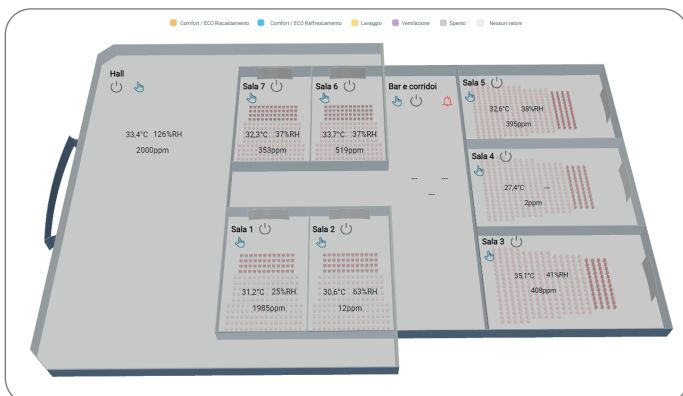 Comfort / ECO Riscaldamento Comfort / ECO Raffrescamento Lavaggio Ventilazione Spento Nessun valore
Hall
33,4°C 126%RH
2000ppm
Sala 7
32,3°C 37%RH
353ppm
Sala 6
33,7°C 37%RH
519ppm
Bar e corridoi
--- ---
---
Sala 5
32,6°C 38%RH
395ppm
Sala 4
27,4°C ---
2ppm
Sala 1
31,2°C 25%RH
1985ppm
Sala 2
30,6°C 63%RH
12ppm
Sala 3
35,1°C 41%RH
408ppm